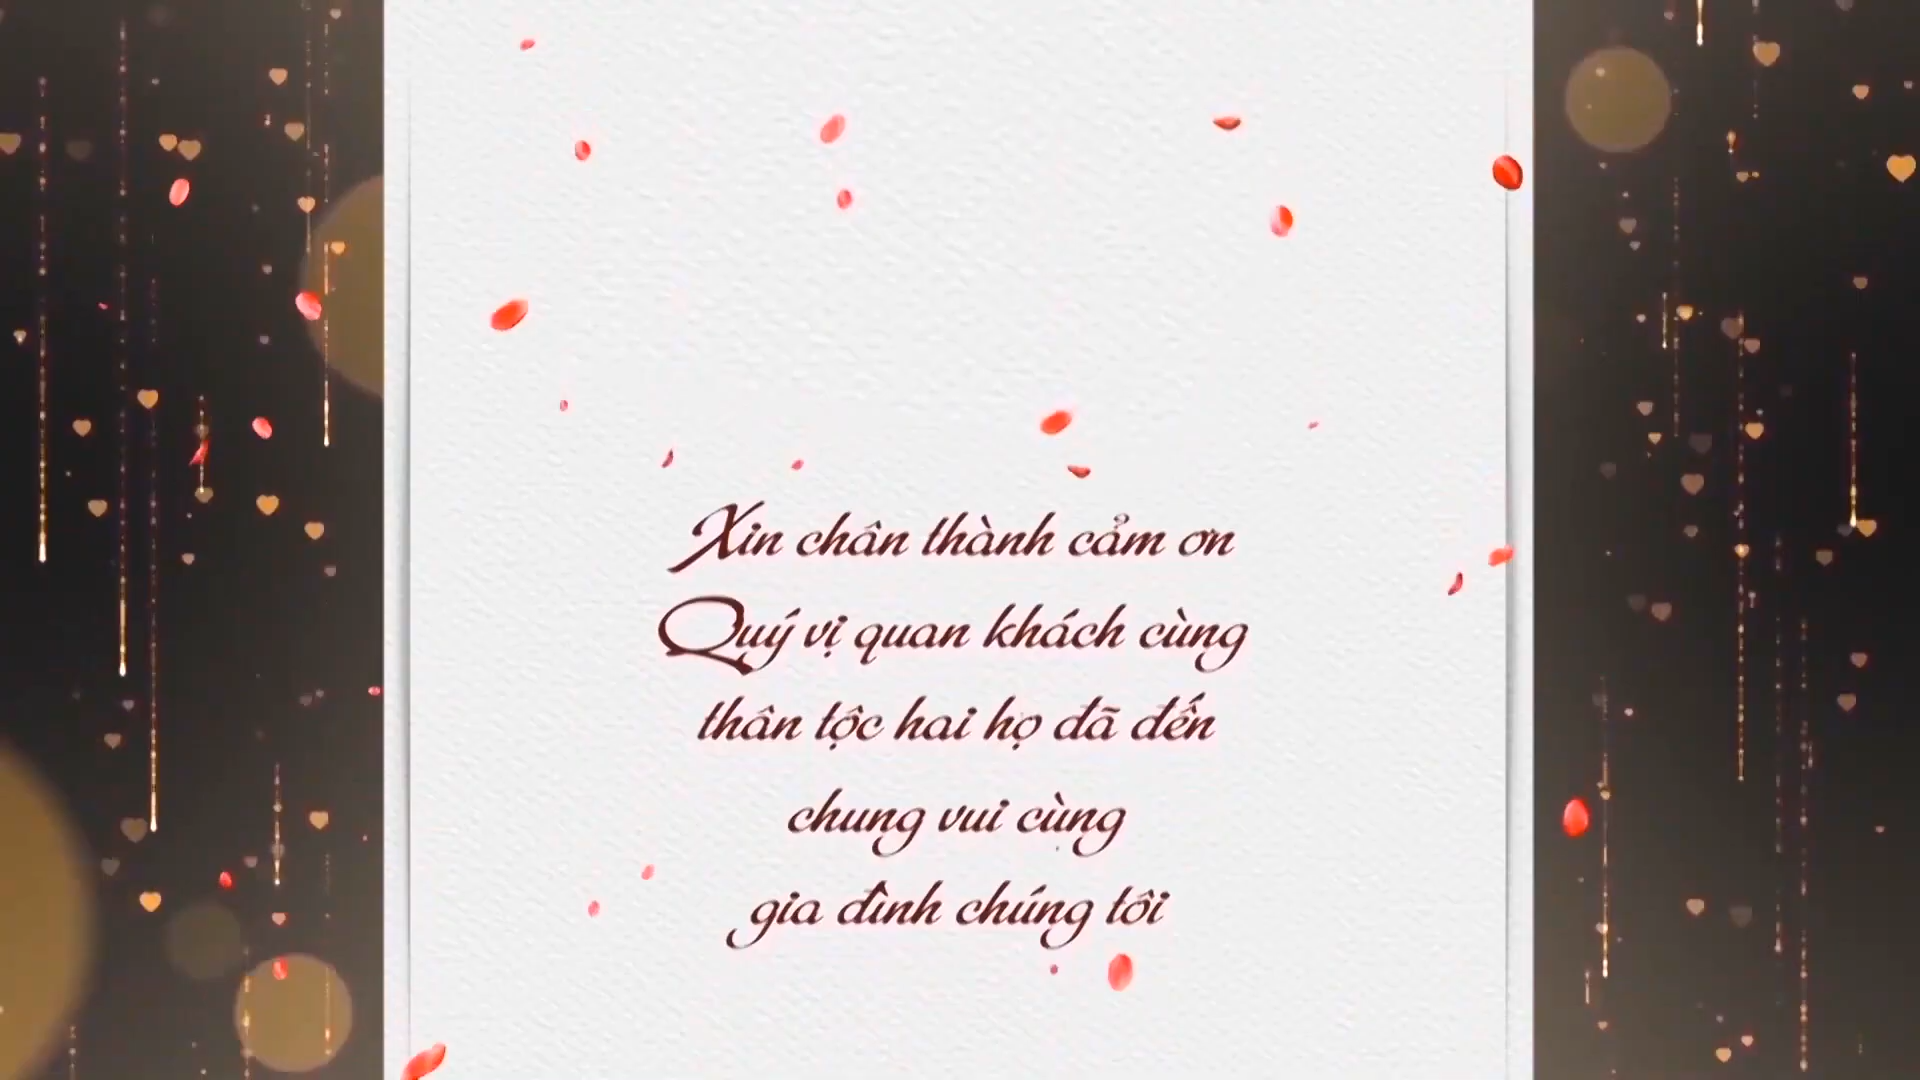 Xin chân thành cảm ơn
Quý vị quan khách cùng
thân tộc hai họ đã đến
chung vui cùng
gia đình chúng tôi